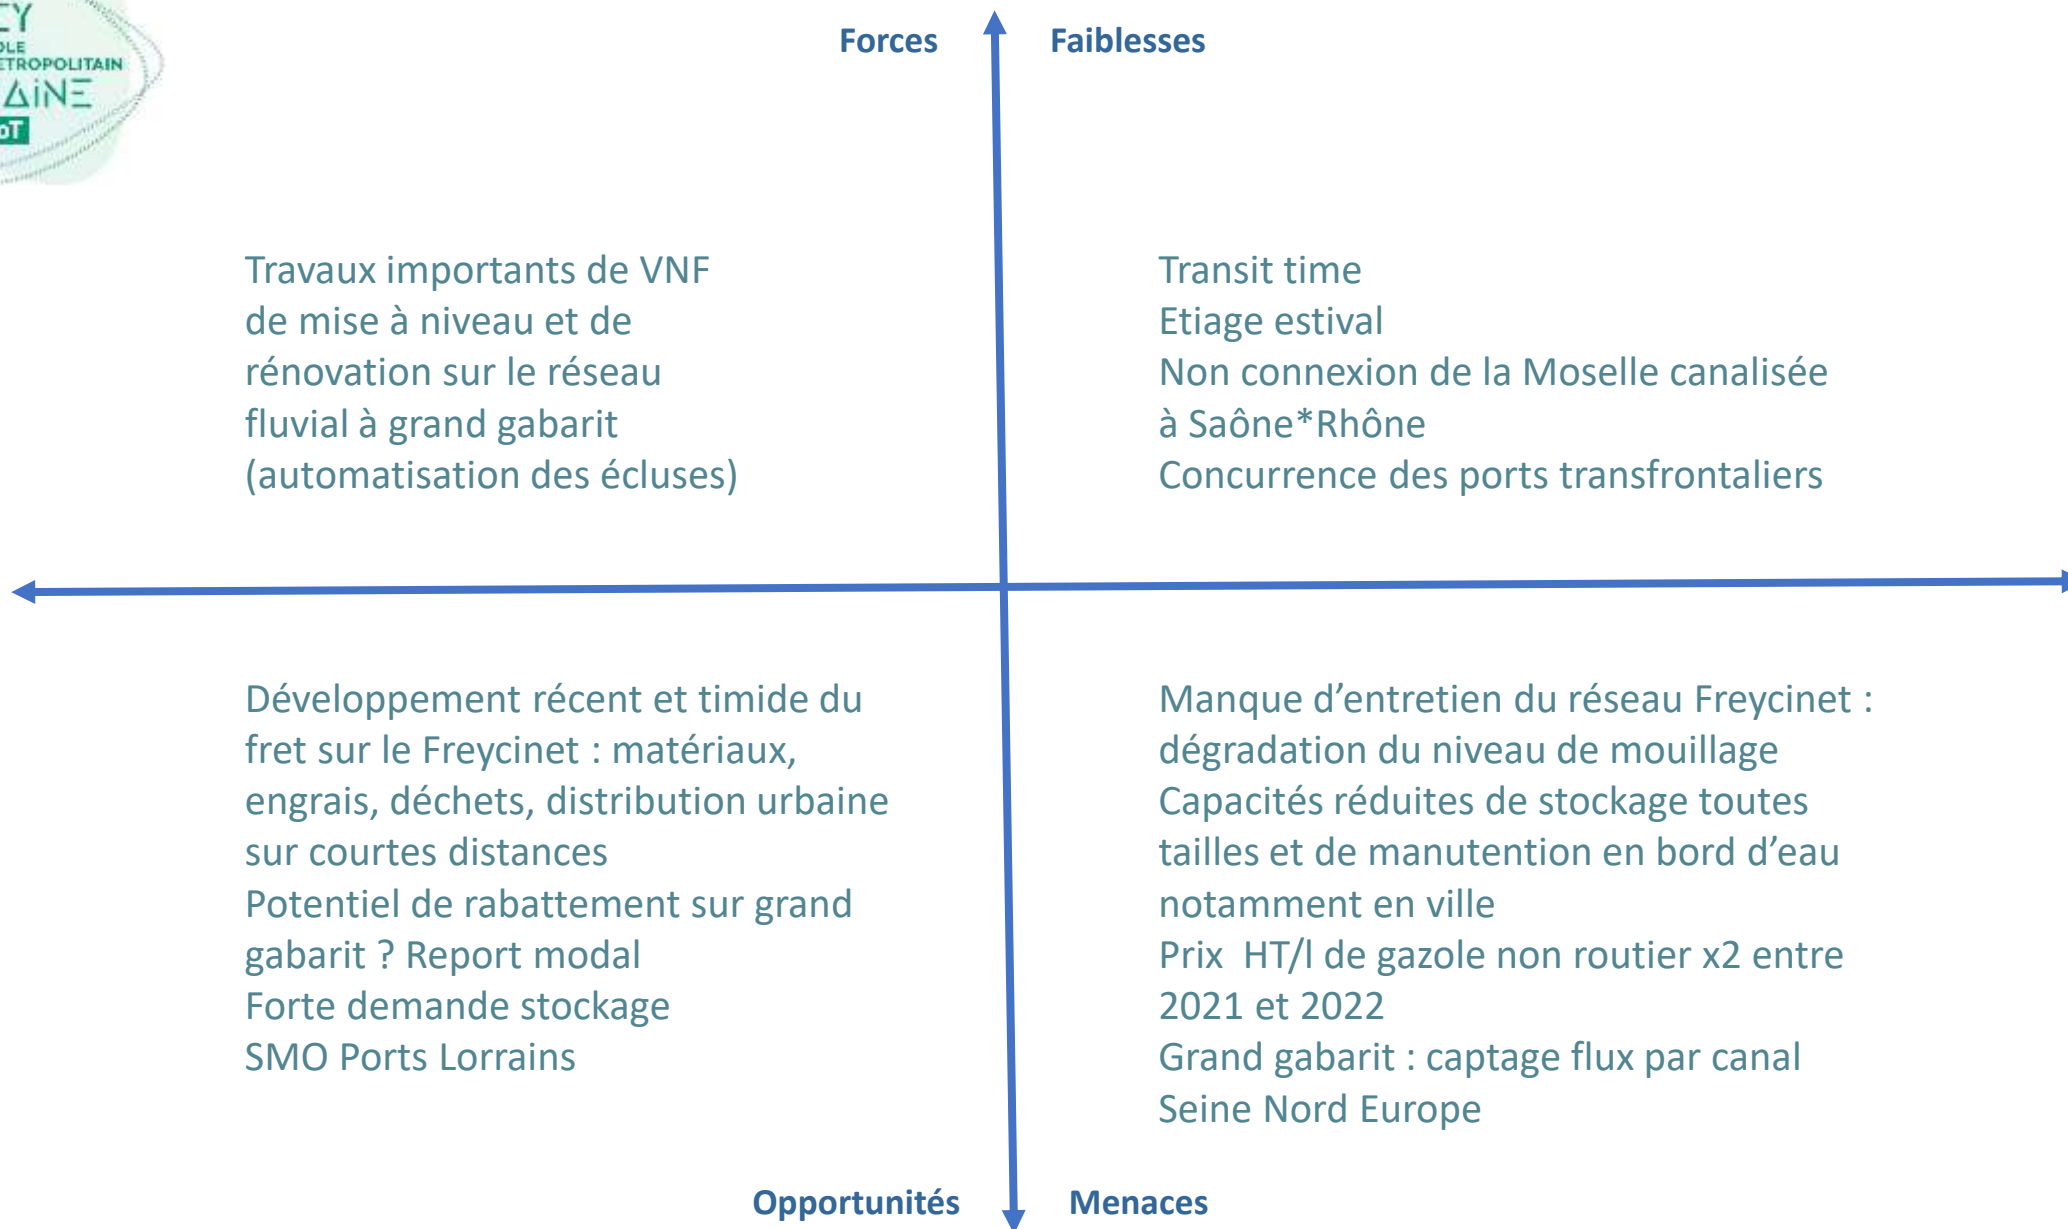 TROPOLITAIN
Forces
Faiblesses
Travaux importants de VNF
de mise à niveau et de
rénovation sur le réseau
fluvial à grand gabarit
(automatisation des écluses)
Transit time
Etiage estival
Non connexion de la Moselle canalisée
à Saône*Rhône
Concurrence des ports transfrontaliers
Développement récent et timide du
fret sur le Freycinet : matériaux,
engrais, déchets, distribution urbaine
sur courtes distances
Potentiel de rabattement sur grand
gabarit ? Report modal
Forte demande stockage
SMO Ports Lorrains
Manque d’entretien du réseau Freycinet :
dégradation du niveau de mouillage
Capacités réduites de stockage toutes
tailles et de manutention en bord d’eau
notamment en ville
Prix  HT/l de gazole non routier x2 entre
2021 et 2022
Grand gabarit : captage flux par canal
Seine Nord Europe
Opportunités
Menaces